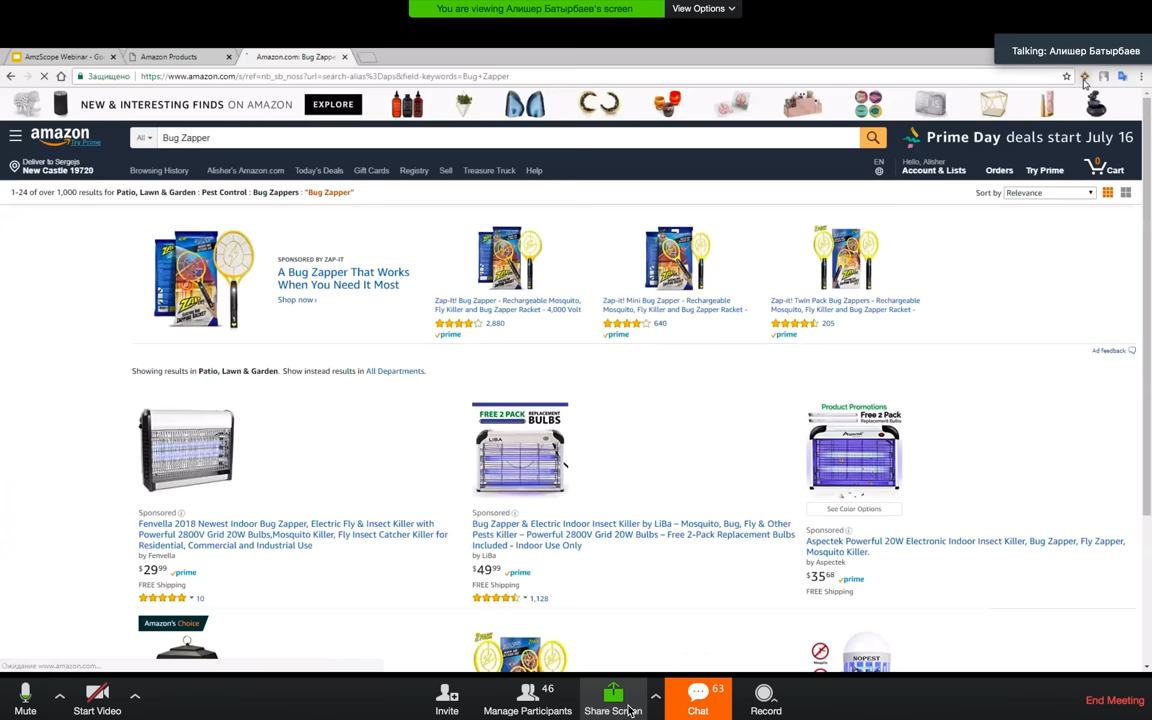 You are viewing Алишер Батырбаев's screen
View Options
Talking: Алишер Батырбаев
AmzScope Webinar - Go
Amazon Products
Amazon.com: Bug Zappe
Защищено
https://www.amazon.com/s/ref=nb_sb_noss?url=search-alias%3Daps&field-keywords=Bug+Zapper
NEW & INTERESTING FINDS ON AMAZON
EXPLORE
amazon
Try Prime
All
Bug Zapper
Prime Day deals start July 16
Deliver to Sergejs
New Castle 19720
Browsing History
Alisher's Amazon.com
Today's Deals
Gift Cards
Registry
Sell
Treasure Truck
Help
EN
Hello, Alisher
Account & Lists
Orders
Try Prime
0
Cart
1-24 of over 1,000 results for Patio, Lawn & Garden : Pest Control : Bug Zappers : "Bug Zapper"
Sort by
Relevance
SPONSORED BY ZAP-IT
A Bug Zapper That Works
When You Need It Most
Shop now ›
Zap-It! Bug Zapper - Rechargeable Mosquito,
Fly Killer and Bug Zapper Racket - 4,000 Volt
2,880
prime
Zap-it! Mini Bug Zapper - Rechargeable
Mosquito, Fly Killer and Bug Zapper Racket -
640
prime
Zap-It! Twin Pack Bug Zappers - Rechargeable
Mosquito, Fly Killer and Bug Zapper Racket -
205
prime
Ad feedback
Showing results in Patio, Lawn & Garden. Show instead results in All Departments.
FREE 2 PACK REPLACEMENT
BULBS
LiBA
Product Promotions
Free 2 Pack
Replacement Bulbs
Aspectek
See Color Options
Sponsored
Fenvella 2018 Newest Indoor Bug Zapper, Electric Fly & Insect Killer with
Powerful 2800V Grid 20W Bulbs,Mosquito Killer, Fly Insect Catcher Killer for
Residential, Commercial and Industrial Use
by Fenvella
$29 99
prime
FREE Shipping
10
Sponsored
Bug Zapper & Electric Indoor Insect Killer by LiBa – Mosquito, Bug, Fly & Other
Pests Killer – Powerful 2800V Grid 20W Bulbs – Free 2-Pack Replacement Bulbs
Included - Indoor Use Only
by LiBa
$49 99
prime
FREE Shipping
1,128
Sponsored
Aspectek Powerful 20W Electronic Indoor Insect Killer, Bug Zapper, Fly Zapper,
Mosquito Killer.
by Aspectek
$35 68
prime
FREE Shipping
Amazon's Choice
NOPEST
Ожидание www.amazon.com...
Mute
Start Video
Invite
46
Manage Participants
Share Screen
63
Chat
Record
End Meeting